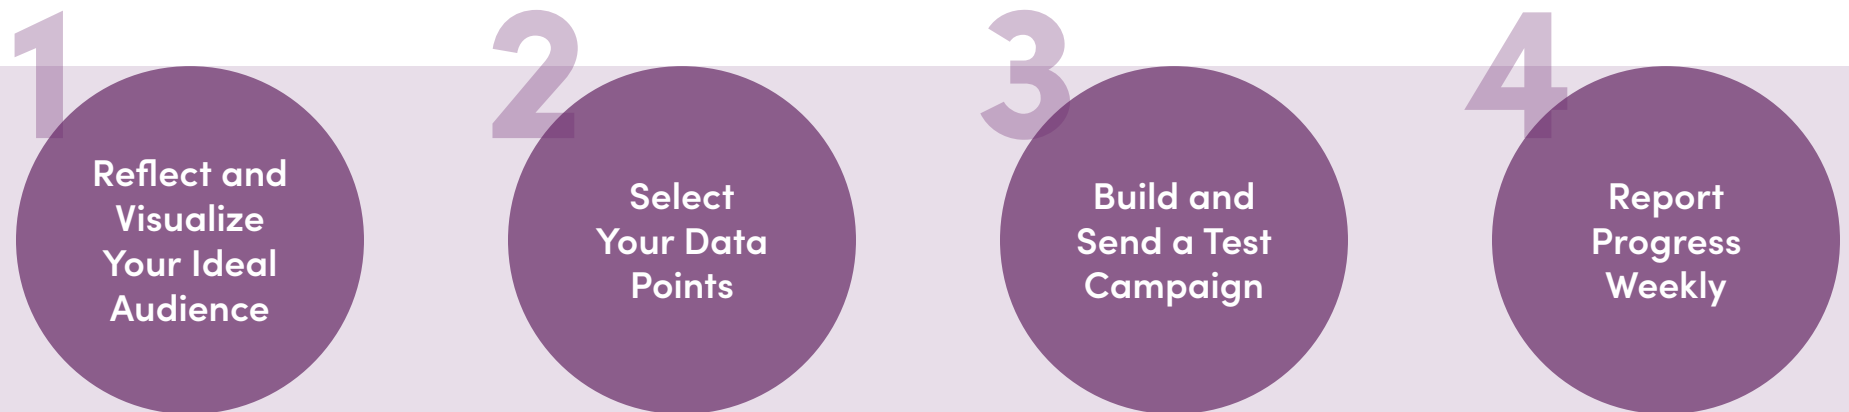 1
Reflect and
Visualize
Your Ideal
Audience
2
Select
Your Data
Points
3
Build and
Send a Test
Campaign
4
Report
Progress
Weekly